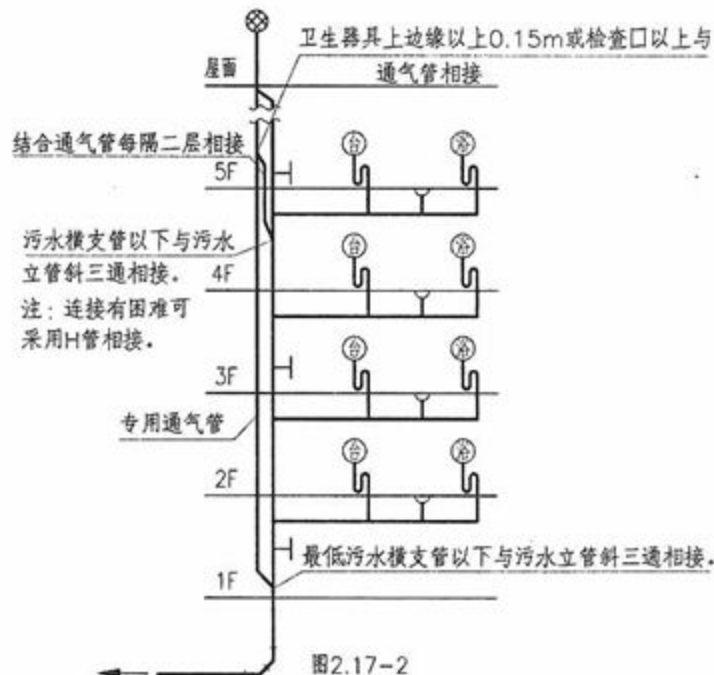 卫生器具上边缘以上0.15m或检查口以上与
通气管相接
屋面
结合通气管每隔二层相接
台
浴
5F
污水横支管以下与污水
立管斜三通相接.
台
浴
4F
注：连接有困难可
采用H管相接.
台
浴
3F
专用通气管
台
浴
2F
最低污水横支管以下与污水立管斜三通相接.
1F
图2.17-2